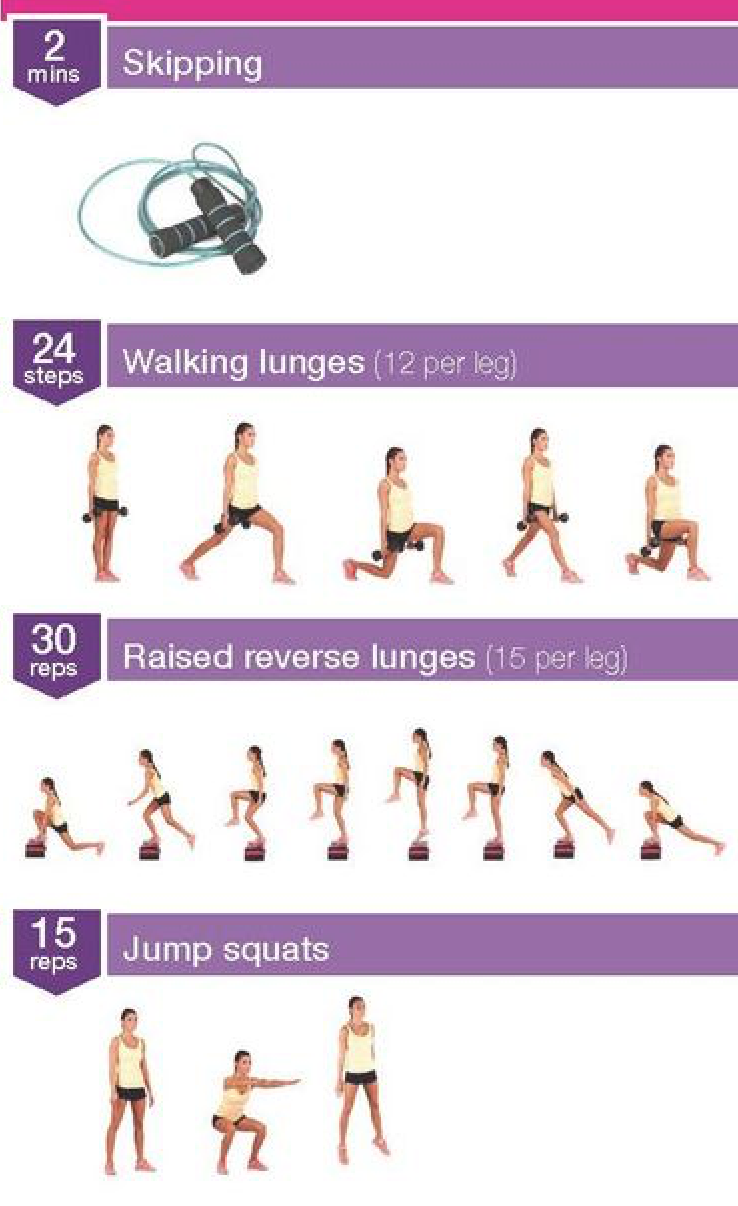 2
mins
Skipping
24
steps
Walking lunges (12 per leg)
30
reps
Raised reverse lunges (15 per leg)
15
reps
Jump squats